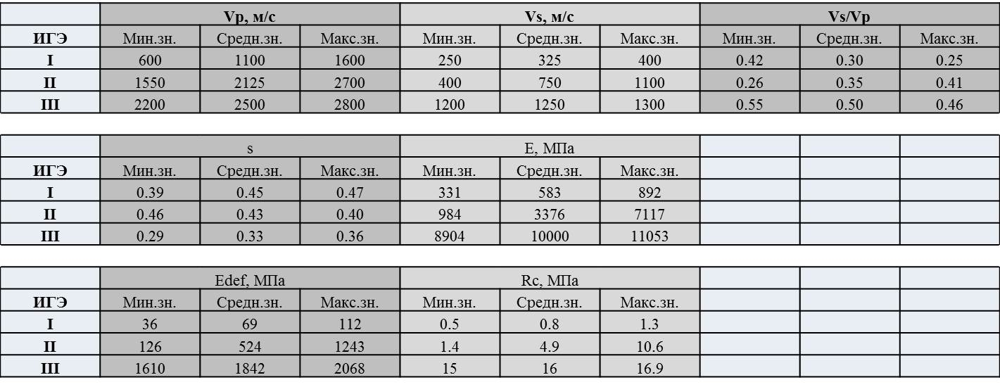 Vp, м/с Vs, м/с Vs/Vp
ИГЭ Мин.зн. Средн.зн. Макс.зн. Мин.зн. Средн.зн. Макс.зн. Мин.зн. Средн.зн. Макс.зн.
I 600 1100 1600 250 325 400 0.42 0.30 0.25
II 1550 2125 2700 400 750 1100 0.26 0.35 0.41
III 2200 2500 2800 1200 1250 1300 0.55 0.50 0.46
s E, МПа
ИГЭ Мин.зн. Средн.зн. Макс.зн. Мин.зн. Средн.зн. Макс.зн.
I 0.39 0.45 0.47 331 583 892
II 0.46 0.43 0.40 984 3376 7117
III 0.29 0.33 0.36 8904 10000 11053
Edef, МПа Rc, МПа
ИГЭ Мин.зн. Средн.зн. Макс.зн. Мин.зн. Средн.зн. Макс.зн.
I 36 69 112 0.5 0.8 1.3
II 126 524 1243 1.4 4.9 10.6
III 1610 1842 2068 15 16 16.9